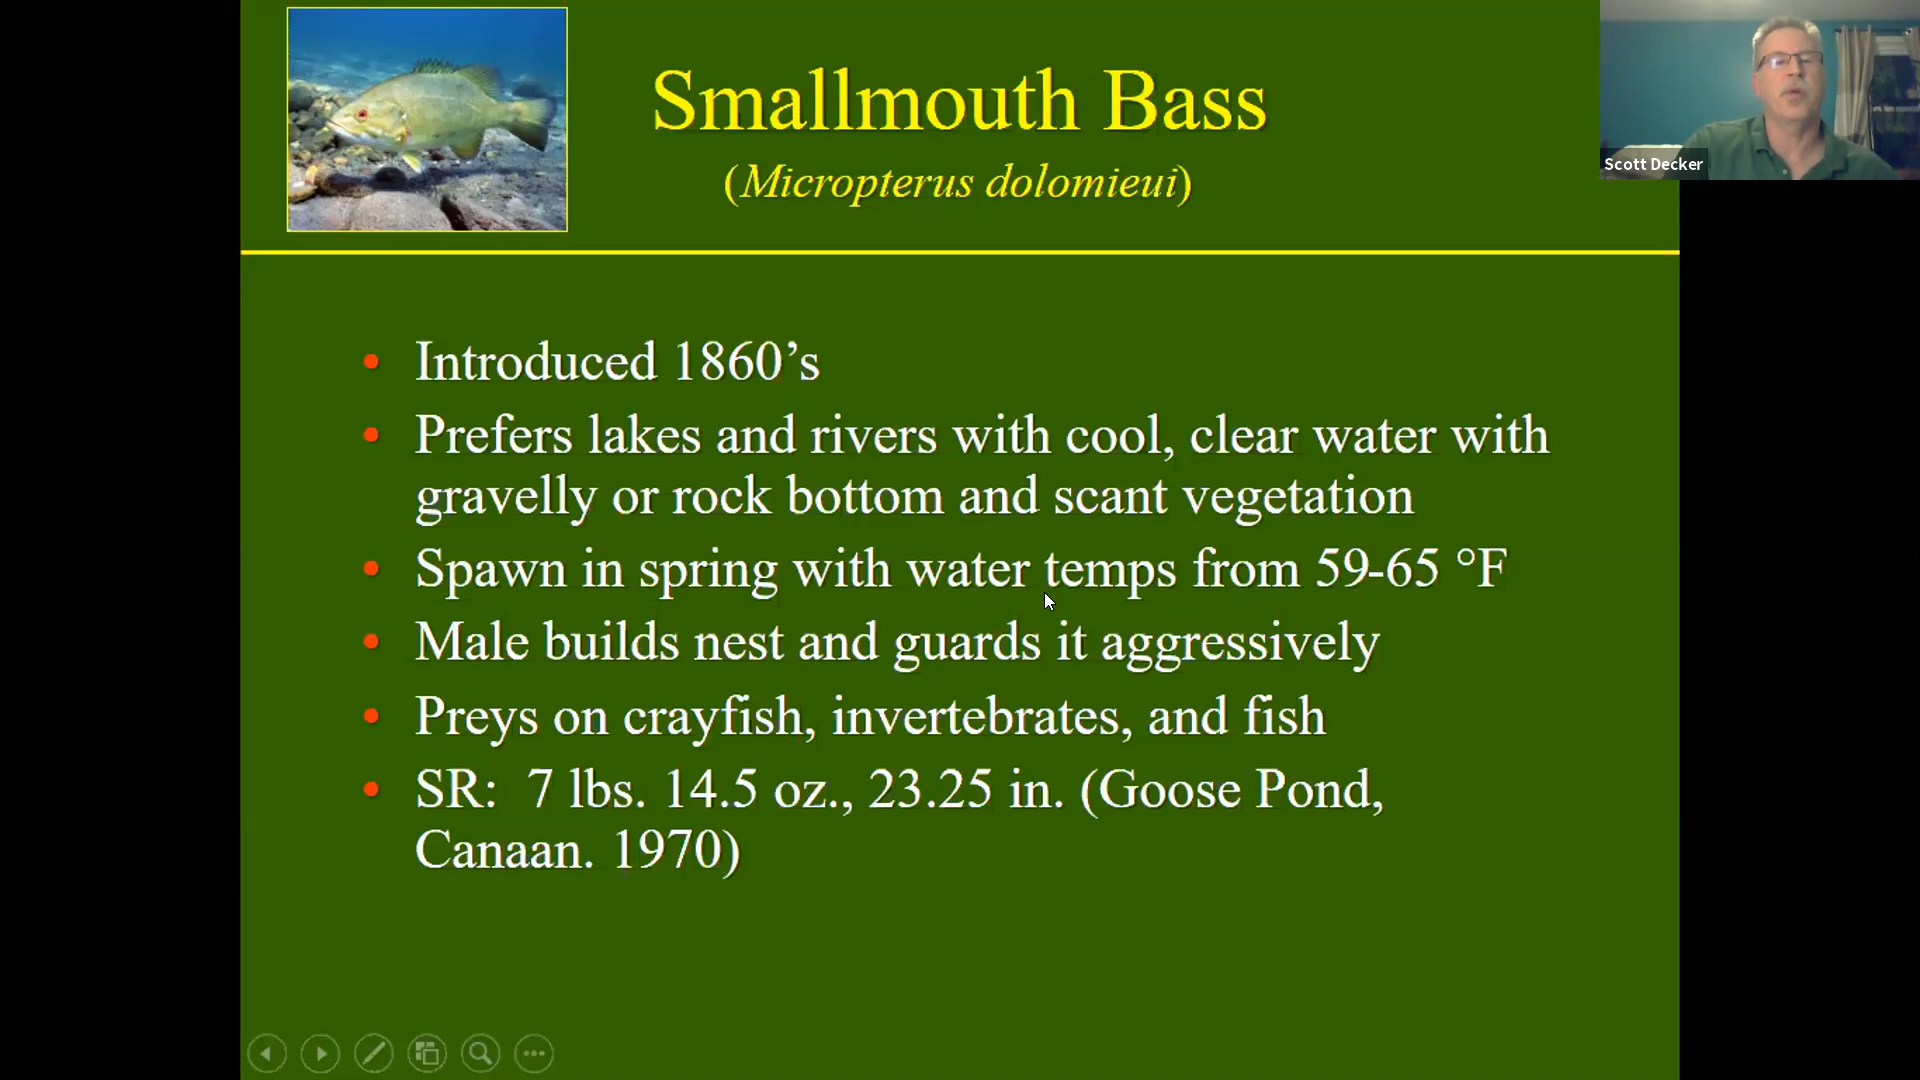 Smallmouth Bass
(Micropterus dolomieui)
Scott Decker
• Introduced 1860’s
• Prefers lakes and rivers with cool, clear water with
gravelly or rock bottom and scant vegetation
• Spawn in spring with water temps from 59-65 °F
• Male builds nest and guards it aggressively
• Preys on crayfish, invertebrates, and fish
• SR:  7 lbs. 14.5 oz., 23.25 in. (Goose Pond,
Canaan. 1970)